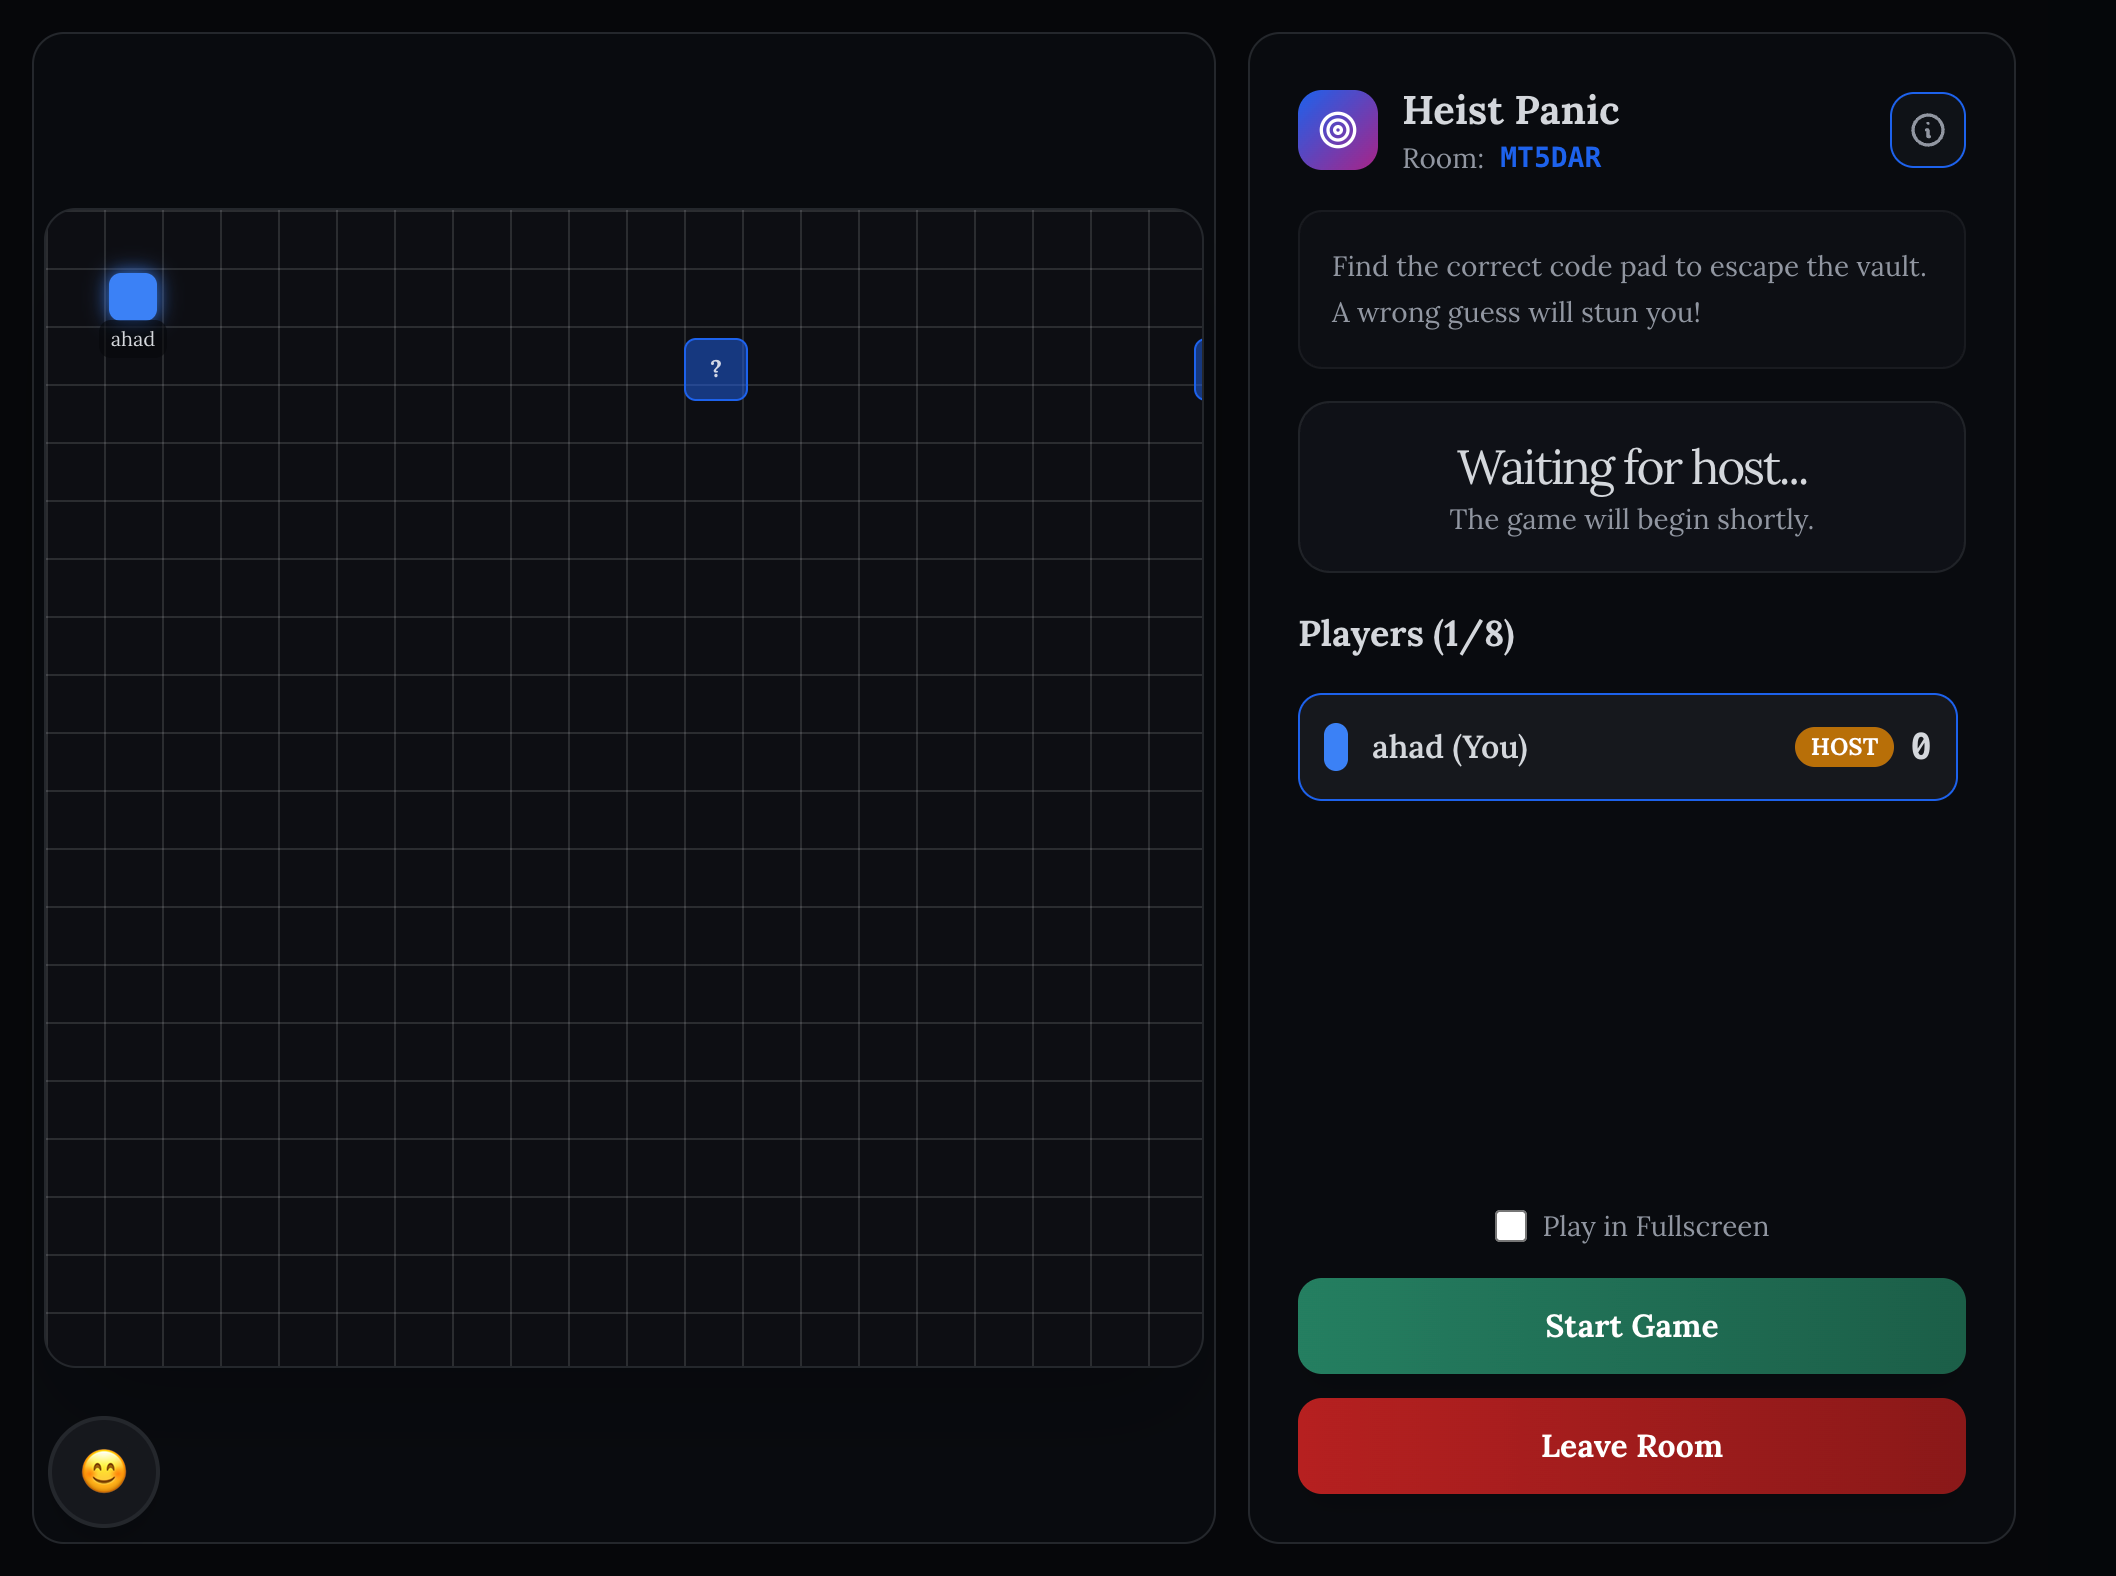 ahad
?
Heist Panic
Room: MT5DAR
Find the correct code pad to escape the vault.
A wrong guess will stun you!
Waiting for host...
The game will begin shortly.
Players (1/8)
ahad (You) HOST 0
Play in Fullscreen
Start Game
Leave Room